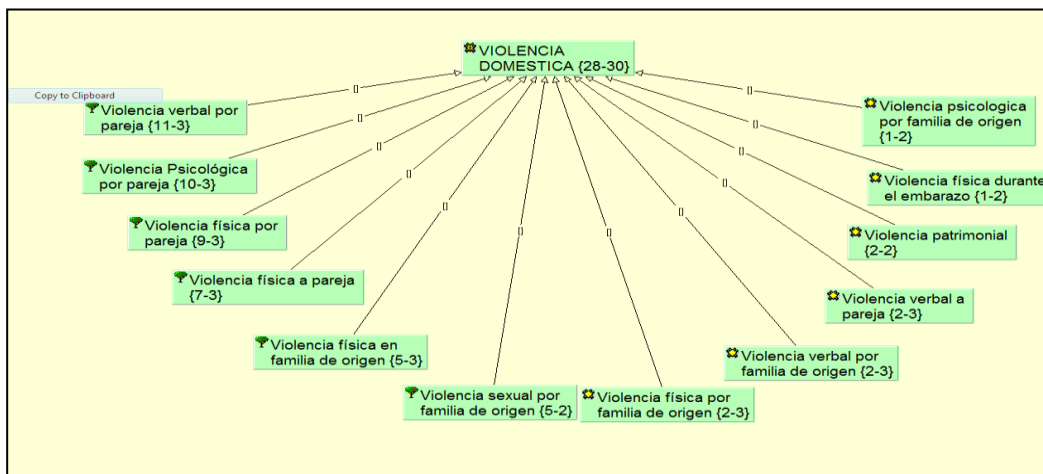 VIOLENCIA
DOMESTICA {28-30}
Copy to Clipboard
Violencia verbal por
pareja {11-3}
Violencia Psicológica
por pareja {10-3}
Violencia física por
pareja {9-3}
Violencia física a pareja
{7-3}
Violencia física en
familia de origen {5-3}
Violencia sexual por
familia de origen {5-2}
Violencia física por
familia de origen {2-3}
Violencia verbal por
familia de origen {2-3}
Violencia verbal a
pareja {2-3}
Violencia patrimonial
{2-2}
Violencia física durante
el embarazo {1-2}
Violencia psicologica
por familia de origen
{1-2}
[]
[]
[]
[]
[]
[]
[]
[]
[]
[]
[]
[]